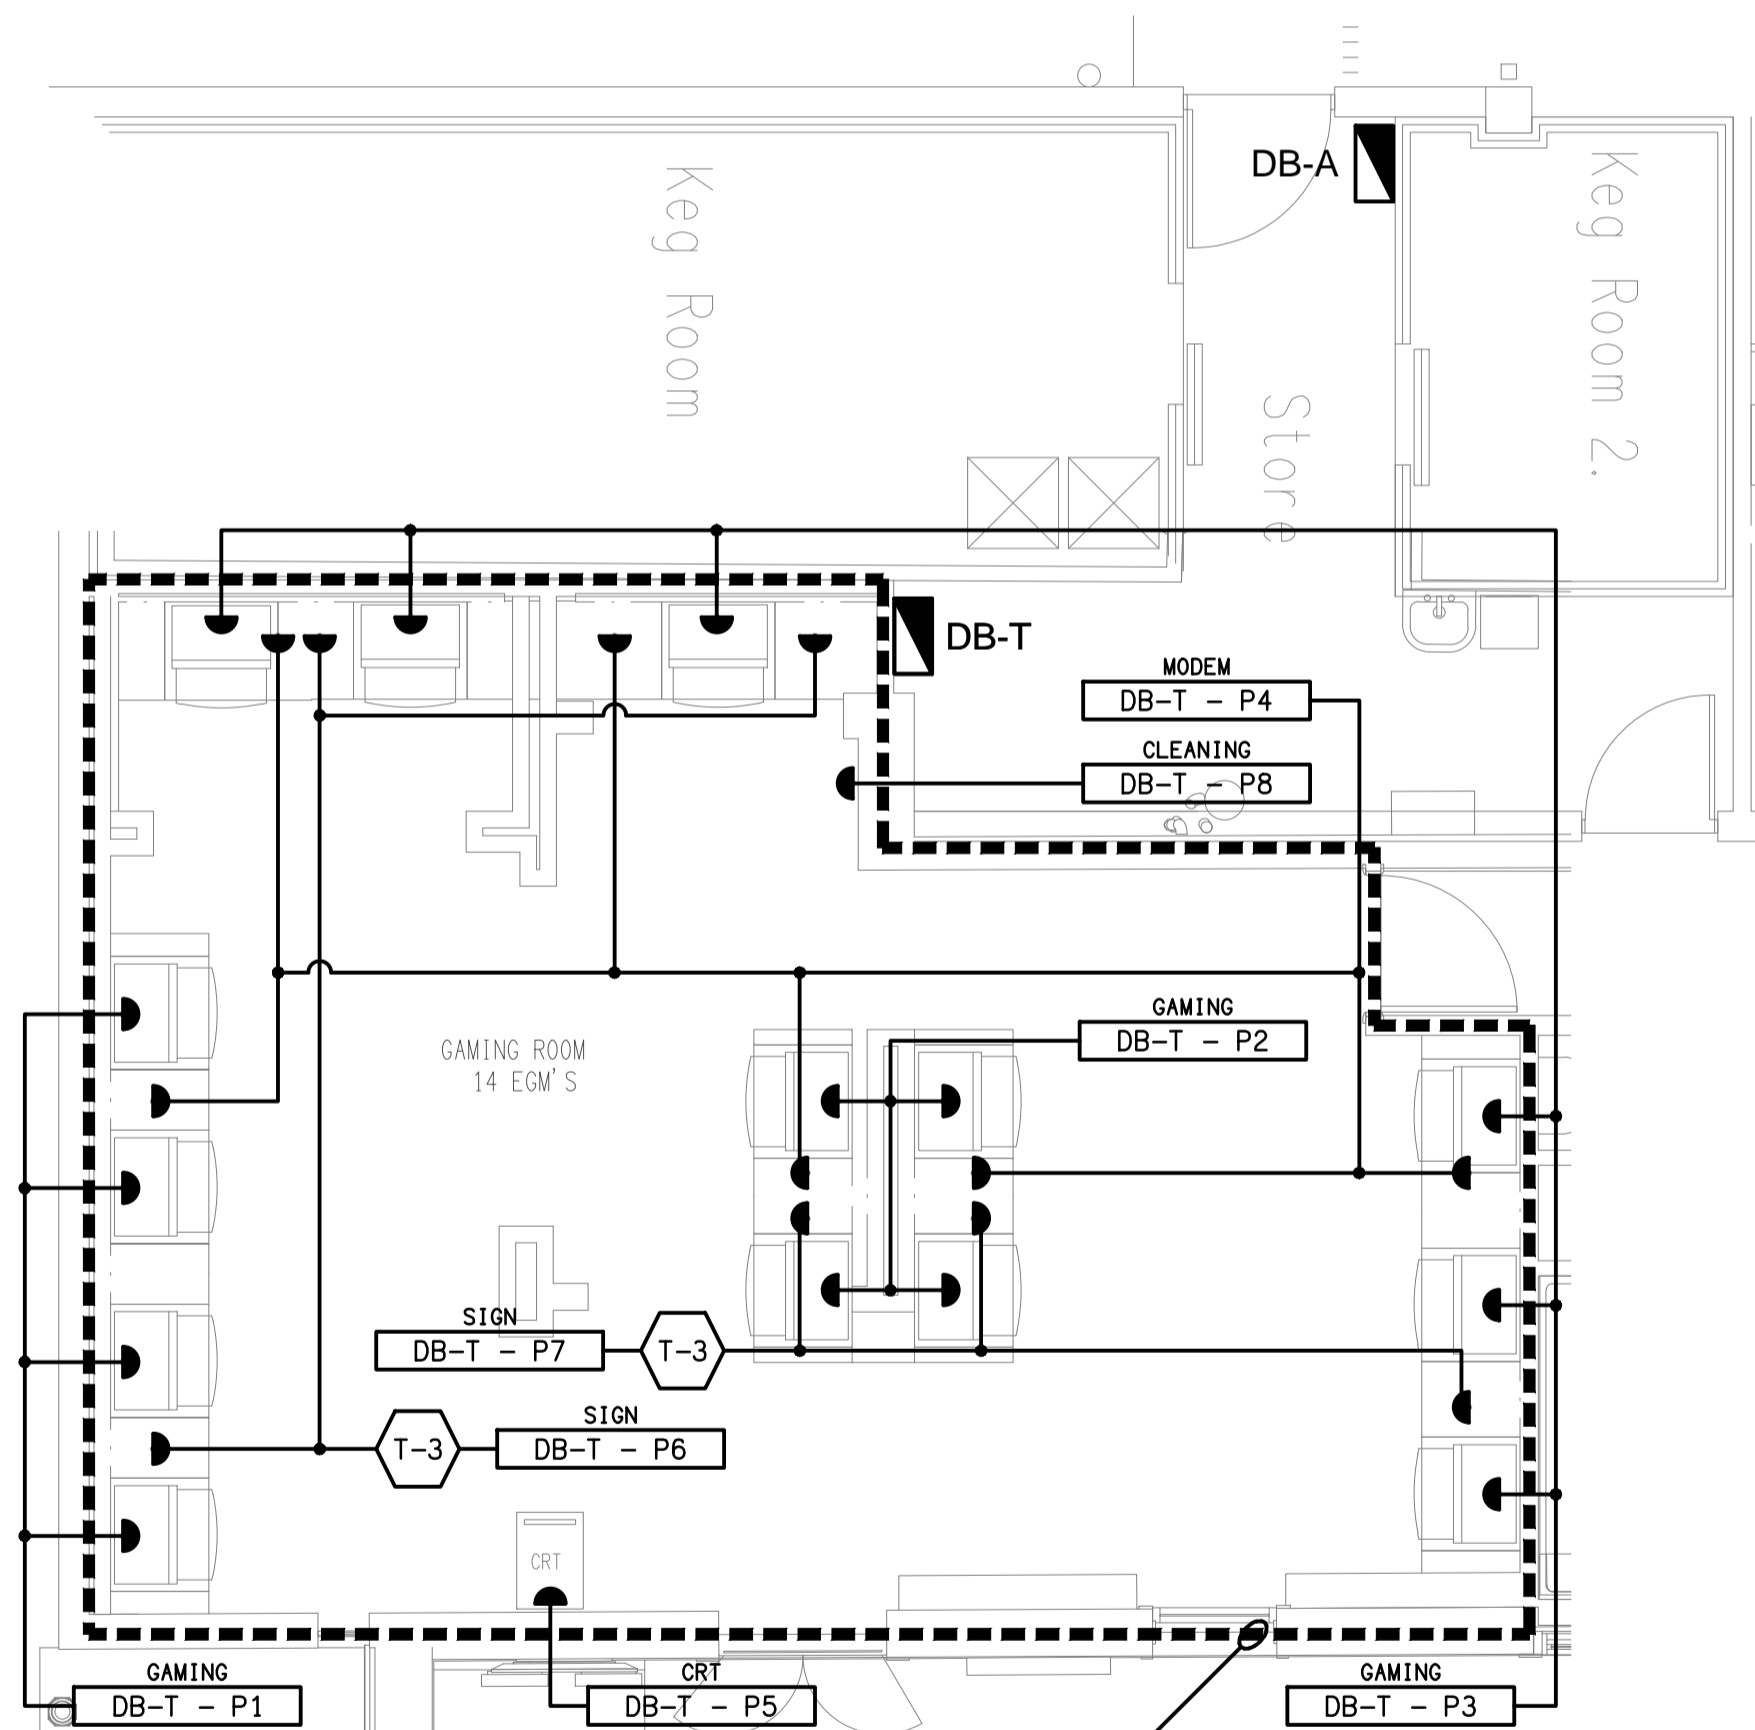 DB-A
Keg Room
Keg Room 2.
Store
DB-T
MODEM
DB-T - P4
CLEANING
DB-T - P8
GAMING
DB-T - P2
GAMING ROOM
14 EGM'S
SIGN
DB-T - P7
T-3
SIGN
DB-T - P6
T-3
CRT
GAMING
DB-T - P1
CRT
DB-T - P5
GAMING
DB-T - P3